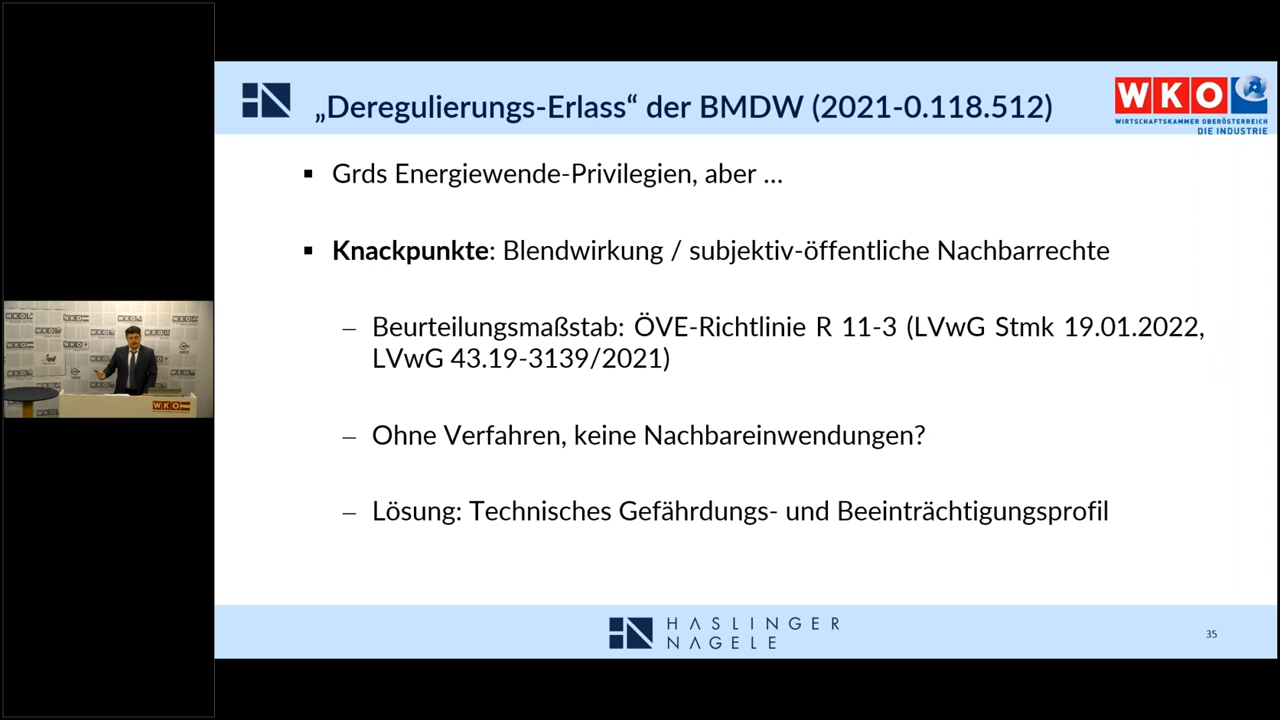 „Deregulierungs-Erlass“ der BMDW (2021-0.118.512)
WKO
WIRTSCHAFTSKAMMER OBERÖSTERREICH
DIE INDUSTRIE
▪ Grds Energiewende-Privilegien, aber ...
▪ Knackpunkte: Blendwirkung / subjektiv-öffentliche Nachbarrechte
– Beurteilungsmaßstab: ÖVE-Richtlinie R 11-3 (LVwG Stmk 19.01.2022,
LVwG 43.19-3139/2021)
– Ohne Verfahren, keine Nachbareinwendungen?
– Lösung: Technisches Gefährdungs- und Beeinträchtigungsprofil
WKO
HASLINGER
NAGELE
35